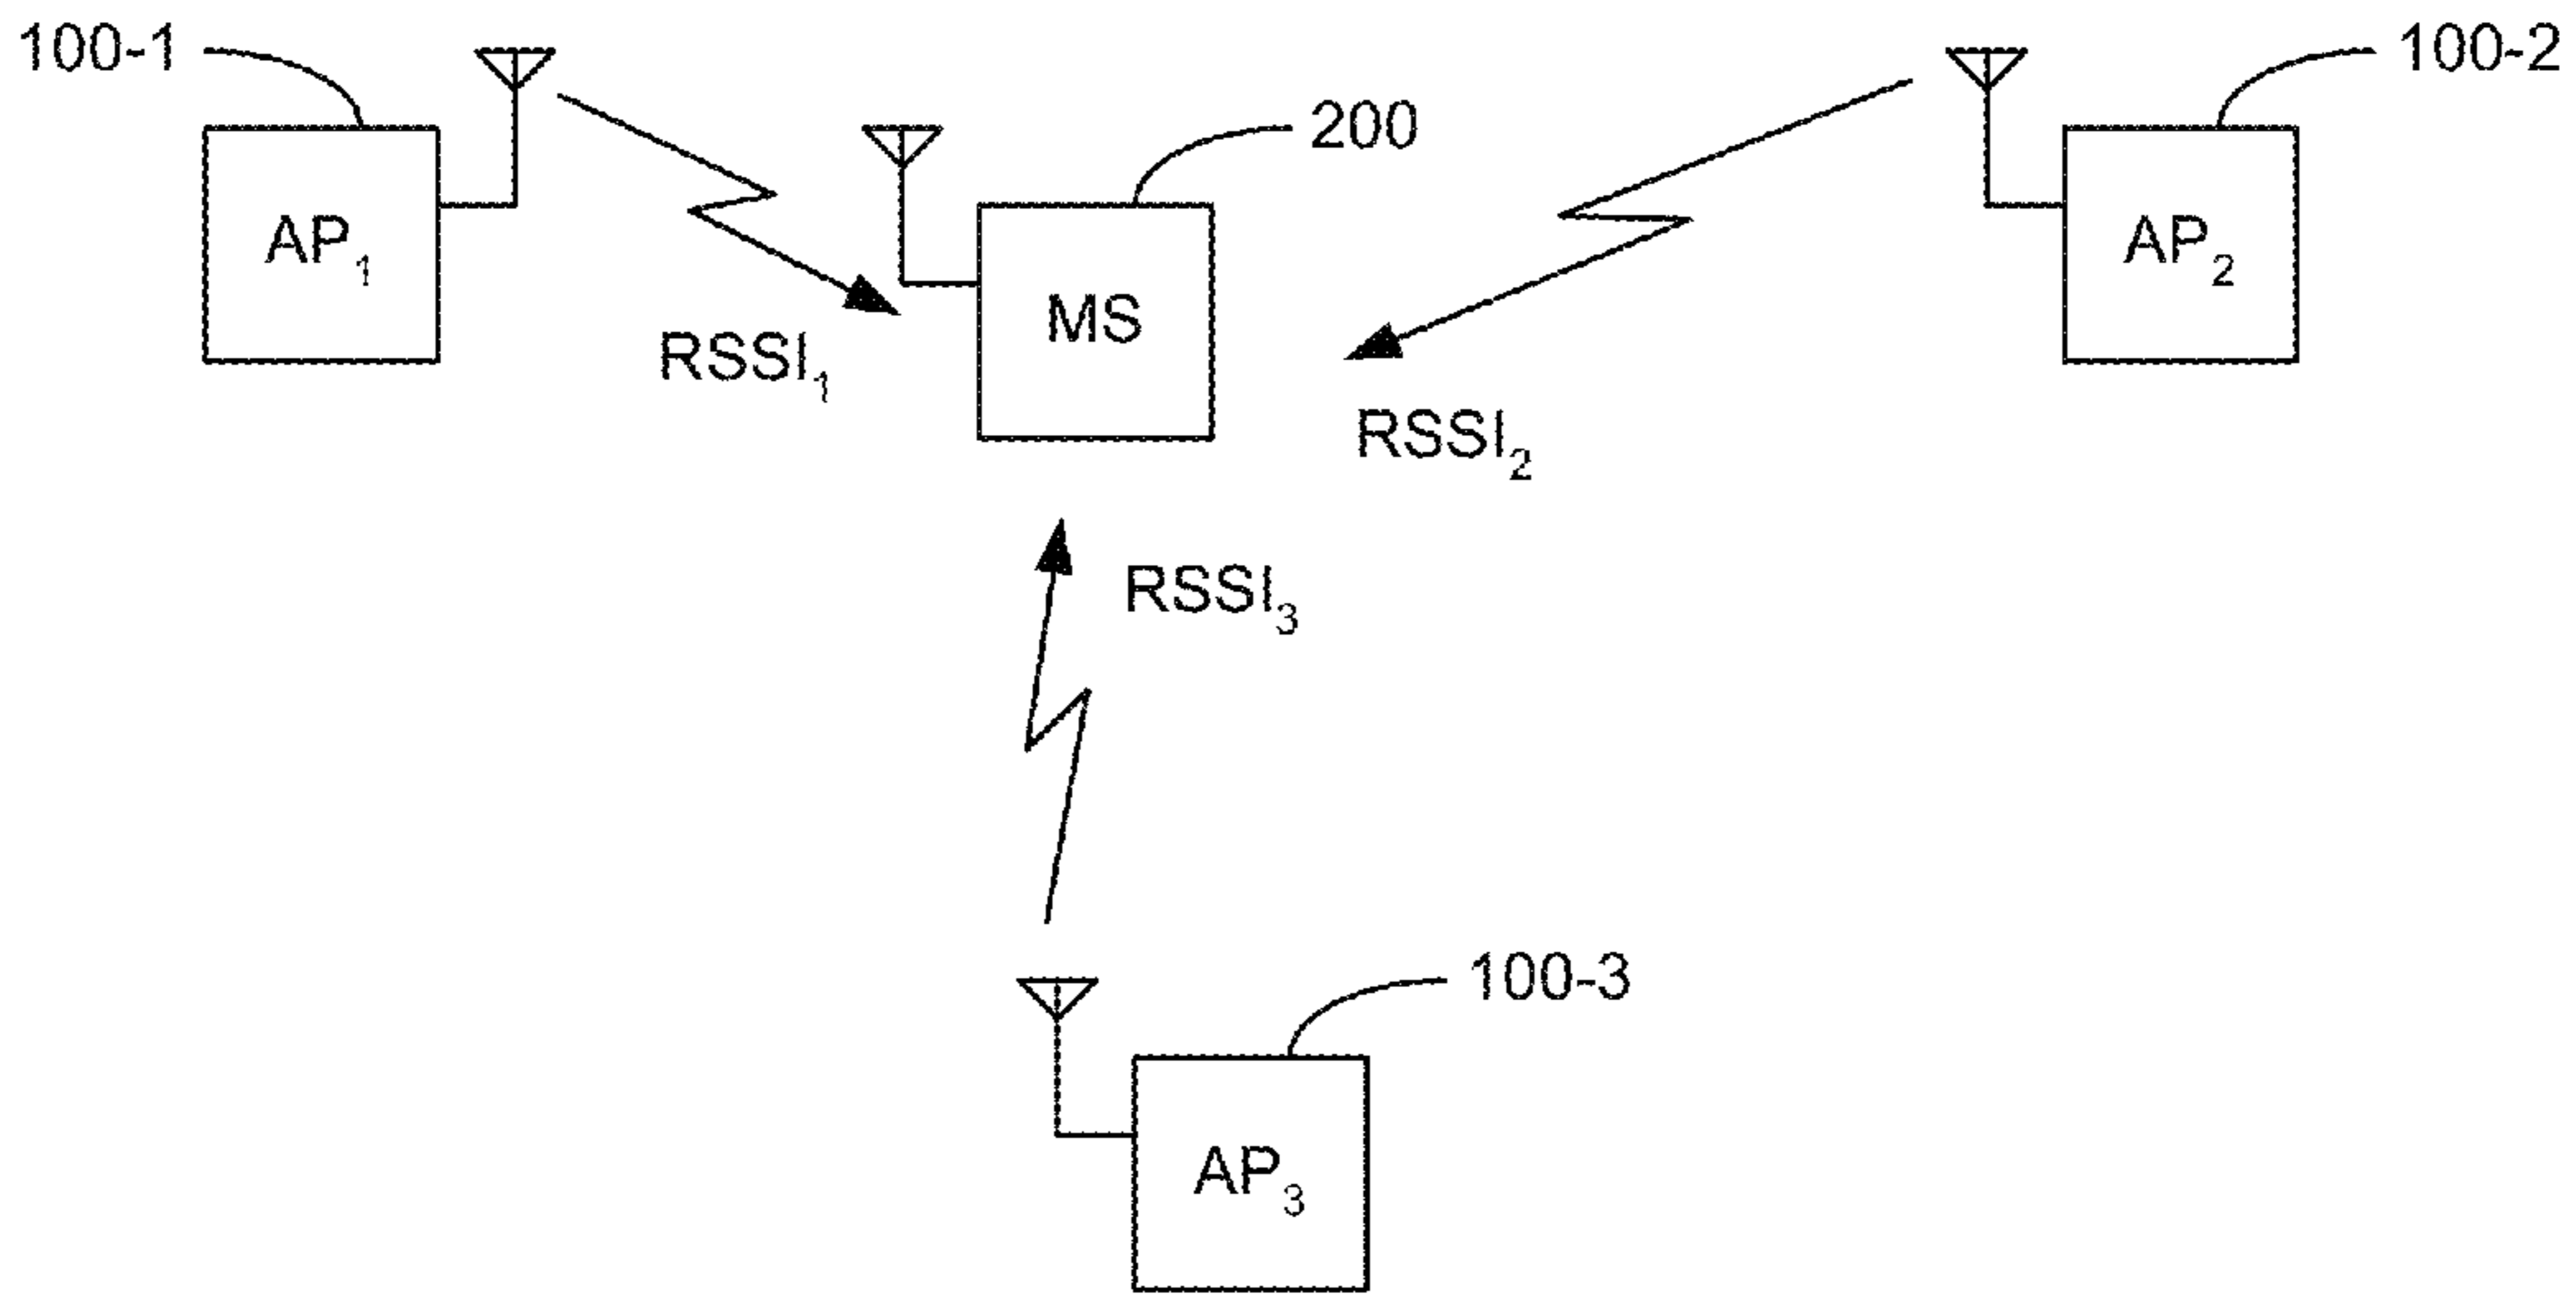 100-1
100-2
200
AP₁
AP₂
MS
RSSI₁
RSSI₂
RSSI₃
100-3
AP₃